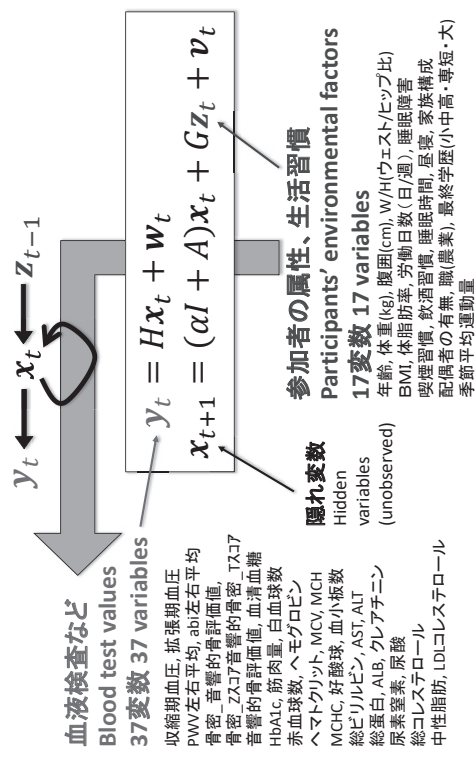 y_t ← x_t ← z_{t−1}
y_t = Hx_t + w_t
x_{t+1} = (αI + A)x_t + Gz_t + v_t
血液検査など
Blood test values
37変数 37 variables
収縮期血圧, 拡張期血圧
PWV左右平均, abi左右平均
骨密_音響的骨評価値,
骨密_Zスコア音響的骨密_Tスコア
音響的骨評価値, 血清血糖
HbA1c, 筋肉量, 白血球数
赤血球数, ヘモグロビン
ヘマトクリット, MCV, MCH
MCHC, 好酸球, 血小板数
総ビリルビン, AST, ALT
総蛋白, ALB, クレアチニン
尿素窒素, 尿酸
総コレステロール
中性脂肪, LDLコレステロール
隠れ変数
Hidden
variables
(unobserved)
参加者の属性、生活習慣
Participants’ environmental factors
17変数 17 variables
年齢, 体重(kg), 腹囲(cm), W/H(ウェスト/ヒップ比)
BMI, 体脂肪率, 労働日数（日/週）, 睡眠障害
喫煙習慣, 飲酒習慣, 睡眠時間, 昼寝, 家族構成
配偶者の有無, 職(農業), 最終学歴(小中高・専短・大)
季節平均運動量